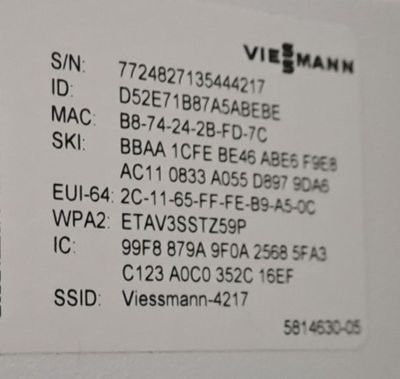 VIESSMANN
S/N: 7724827135444217
ID: D52E71B87A5ABEBE
MAC: B8-74-24-2B-FD-7C
SKI: BBAA 1CFE BE46 ABE6 F9E8
AC11 0833 A055 D897 9DA6
EUI-64: 2C-11-65-FF-FE-B9-A5-0C
WPA2: ETAV3SSTZ59P
IC: 99F8 879A 9F0A 2568 5FA3
C123 A0C0 352C 16EF
SSID: Viessmann-4217
5814630-05